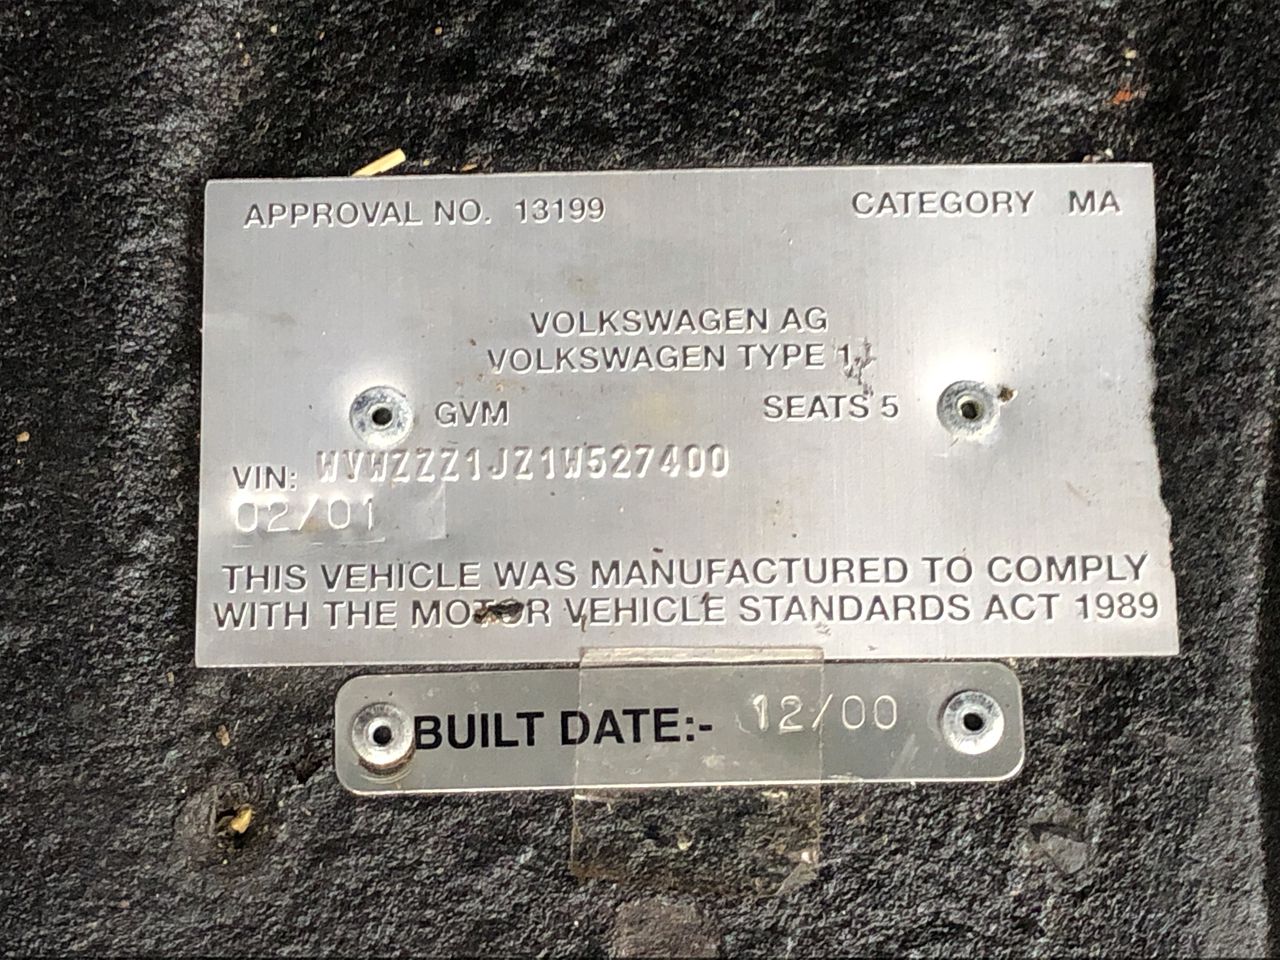 APPROVAL NO. 13199 CATEGORY MA
VOLKSWAGEN AG
VOLKSWAGEN TYPE 1J
GVM SEATS 5
VIN: WVWZZZ1JZ1W527400
02/01
THIS VEHICLE WAS MANUFACTURED TO COMPLY
WITH THE MOTOR VEHICLE STANDARDS ACT 1989
BUILT DATE:- 12/00